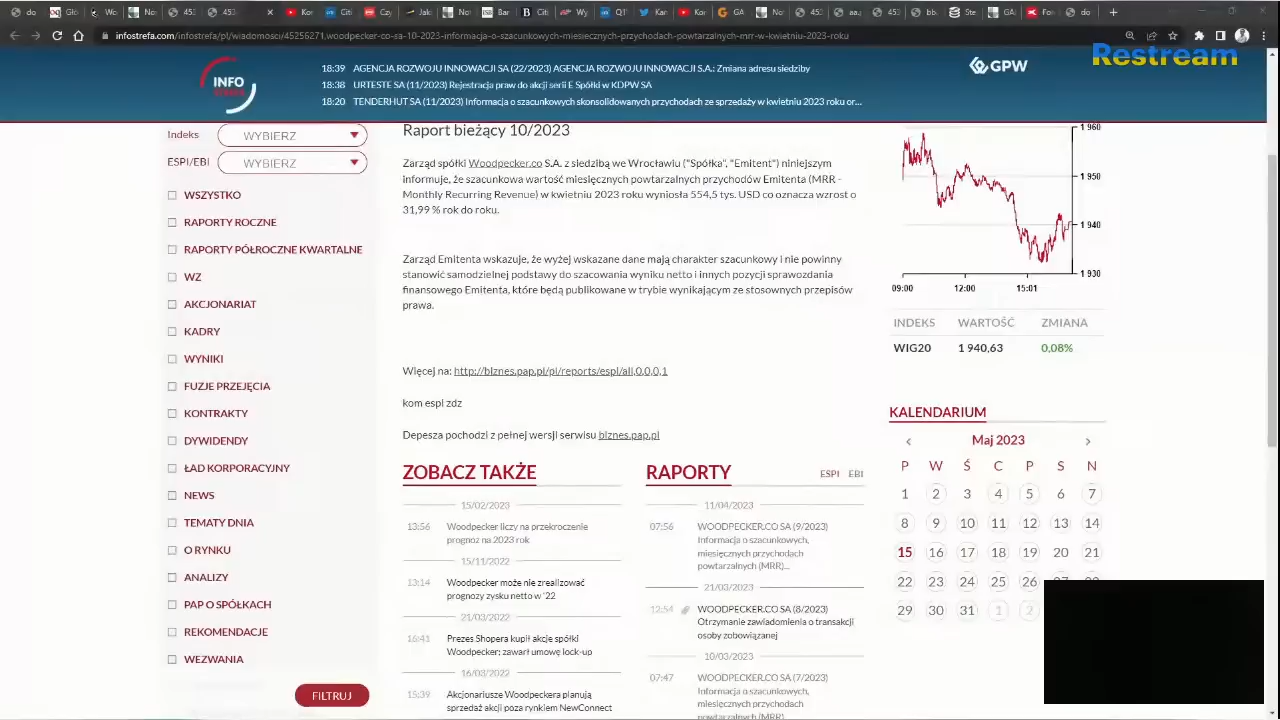 infostrefa.com/infostrefa/pl/wiadomosci/45256271,woodpecker-co-sa-10-2023-informacja-o-szacunkowych-miesiecznych-przychodach-powtarzalnych-mrr-w-kwietniu-2023-roku
Restream
INFO
18:39 AGENCJA ROZWOJU INNOWACJI SA (22/2023) AGENCJA ROZWOJU INNOWACJI S.A.: Zmiana adresu siedziby
18:38 URTESTE SA (11/2023) Rejestracja praw do akcji serii E Spółki w KDPW SA
18:20 TENDERHUT SA (11/2023) Informacja o szacunkowych skonsolidowanych przychodach ze sprzedaży w kwietniu 2023 roku or...
GPW
Indeks WYBIERZ
ESPI/EBI WYBIERZ
WSZYSTKO
RAPORTY ROCZNE
RAPORTY PÓŁROCZNE KWARTALNE
WZ
AKCJONARIAT
KADRY
WYNIKI
FUZJE PRZEJĘCIA
KONTRAKTY
DYWIDENDY
ŁAD KORPORACYJNY
NEWS
TEMATY DNIA
O RYNKU
ANALIZY
PAP O SPÓŁKACH
REKOMENDACJE
WEZWANIA
FILTRUJ
Raport bieżący 10/2023
Zarząd spółki Woodpecker.co S.A. z siedzibą we Wrocławiu ("Spółka", "Emitent") niniejszym
informuje, że szacunkowa wartość miesięcznych powtarzalnych przychodów Emitenta (MRR -
Monthly Recurring Revenue) w kwietniu 2023 roku wyniosła 554,5 tys. USD co oznacza wzrost o
31,99 % rok do roku.
Zarząd Emitenta wskazuje, że wyżej wskazane dane mają charakter szacunkowy i nie powinny
stanowić samodzielnej podstawy do szacowania wyniku netto i innych pozycji sprawozdania
finansowego Emitenta, które będą publikowane w trybie wynikającym ze stosownych przepisów
prawa.
Więcej na: http://biznes.pap.pl/pl/reports/espi/all,0,0,0,1
kom espi zdz
Depesza pochodzi z pełnej wersji serwisu biznes.pap.pl
ZOBACZ TAKŻE
15/02/2023
13:56 Woodpecker liczy na przekroczenie
prognoz na 2023 rok
15/11/2022
13:14 Woodpecker może nie zrealizować
prognozy zysku netto w '22
21/03/2022
16:41 Prezes Shopera kupił akcje spółki
Woodpecker; zawarł umowę lock-up
16/03/2022
15:39 Akcjonariusze Woodpeckera planują
sprzedaż akcji poza rynkiem NewConnect
RAPORTY ESPI EBI
11/04/2023
07:56 WOODPECKER.CO SA (9/2023)
Informacja o szacunkowych,
miesięcznych przychodach
powtarzalnych (MRR)...
21/03/2023
12:54 WOODPECKER.CO SA (8/2023)
Otrzymanie zawiadomienia o transakcji
osoby zobowiązanej
10/03/2023
07:47 WOODPECKER.CO SA (7/2023)
Informacja o szacunkowych,
miesięcznych przychodach
powtarzalnych (MRR)
1 960
1 950
1 940
1 930
09:00 12:00 15:01
INDEKS WARTOŚĆ ZMIANA
WIG20 1 940,63 0,08%
KALENDARIUM
‹ Maj 2023 ›
P W Ś C P S N
1 2 3 4 5 6 7
8 9 10 11 12 13 14
15 16 17 18 19 20 21
22 23 24 25 26
29 30 31 1 2